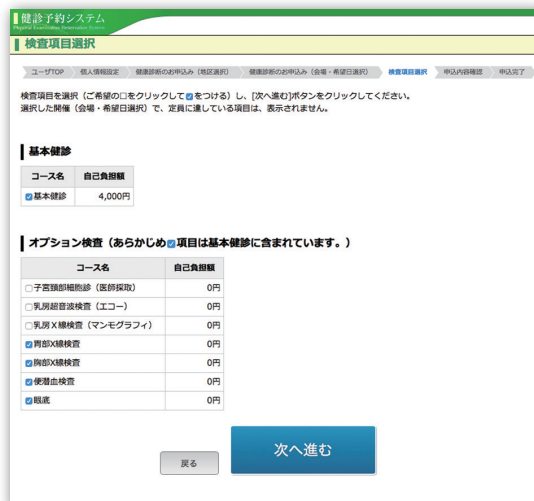 健診予約システム
Physical Examination Reservation System
検査項目選択
ユーザTOP 個人情報設定 健康診断のお申込み（地区選択） 健康診断のお申込み（会場・希望日選択） 検査項目選択 申込内容確認 申込完了
検査項目を選択（ご希望の□をクリックして☑をつける）し、[次へ進む]ボタンをクリックしてください。
選択した開催（会場・希望日選択）で、定員に達している項目は、表示されません。
基本健診
コース名 自己負担額
☑基本健診 4,000円
オプション検査（あらかじめ☑項目は基本健診に含まれています。）
コース名 自己負担額
□子宮頸部細胞診（医師採取） 0円
□乳房超音波検査（エコー） 0円
□乳房X線検査（マンモグラフィ） 0円
☑胃部X線検査 0円
☑胸部X線検査 0円
☑便潜血検査 0円
☑眼底 0円
戻る
次へ進む